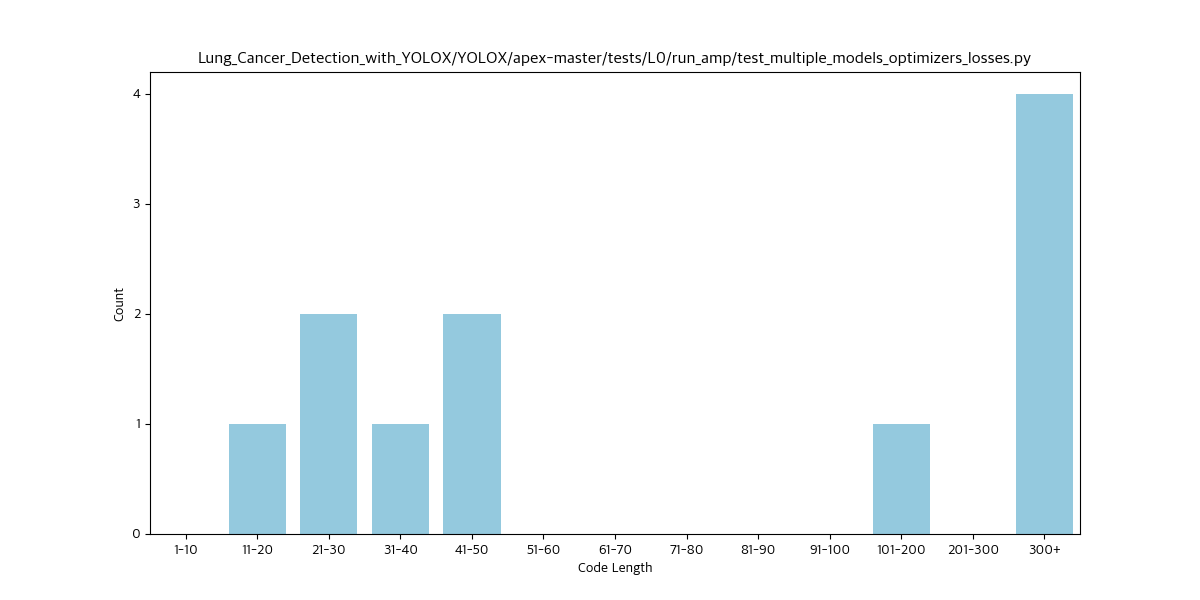 Lung_Cancer_Detection_with_YOLOX/YOLOX/apex-master/tests/L0/run_amp/test_multiple_models_optimizers_losses.py
4
3
2
1
0
Count
1-10 11-20 21-30 31-40 41-50 51-60 61-70 71-80 81-90 91-100 101-200 201-300 300+
Code Length